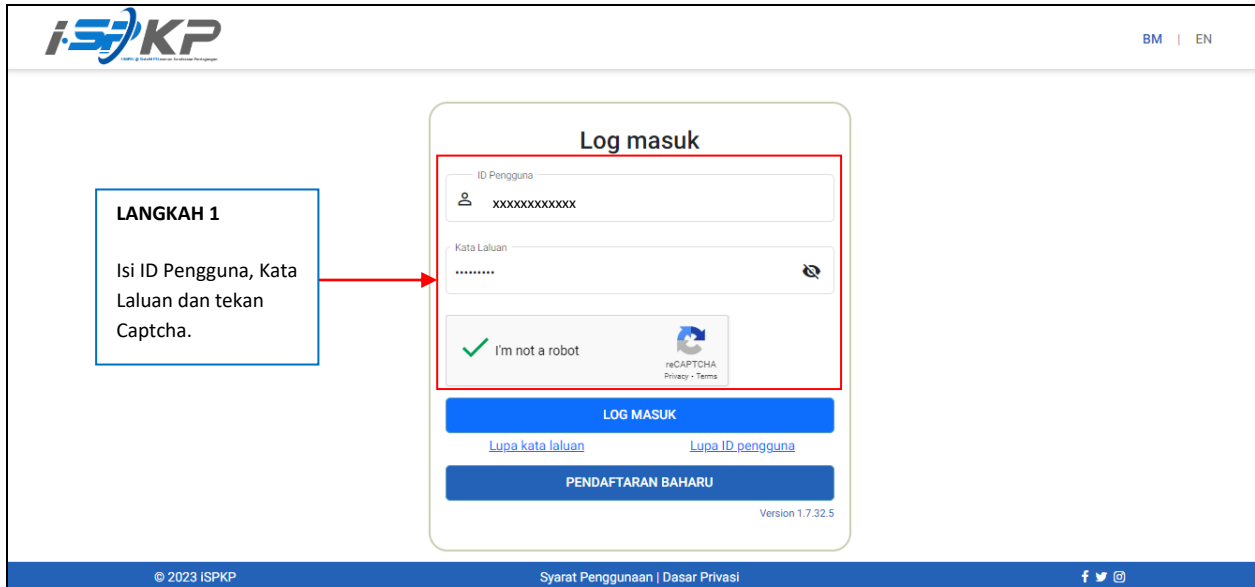 i-SPKP
BM | EN
Log masuk
LANGKAH 1
Isi ID Pengguna, Kata
Laluan dan tekan
Captcha.
ID Pengguna
xxxxxxxxxxxx
Kata Laluan
•••••••••
I'm not a robot
reCAPTCHA
Privacy - Terms
LOG MASUK
Lupa kata laluan Lupa ID pengguna
PENDAFTARAN BAHARU
Version 1.7.32.5
© 2023 iSPKP Syarat Penggunaan | Dasar Privasi